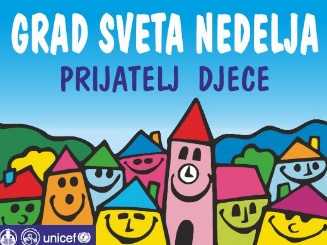 GRAD SVETA NEDELJA
PRIJATELJ DJECE
unicef